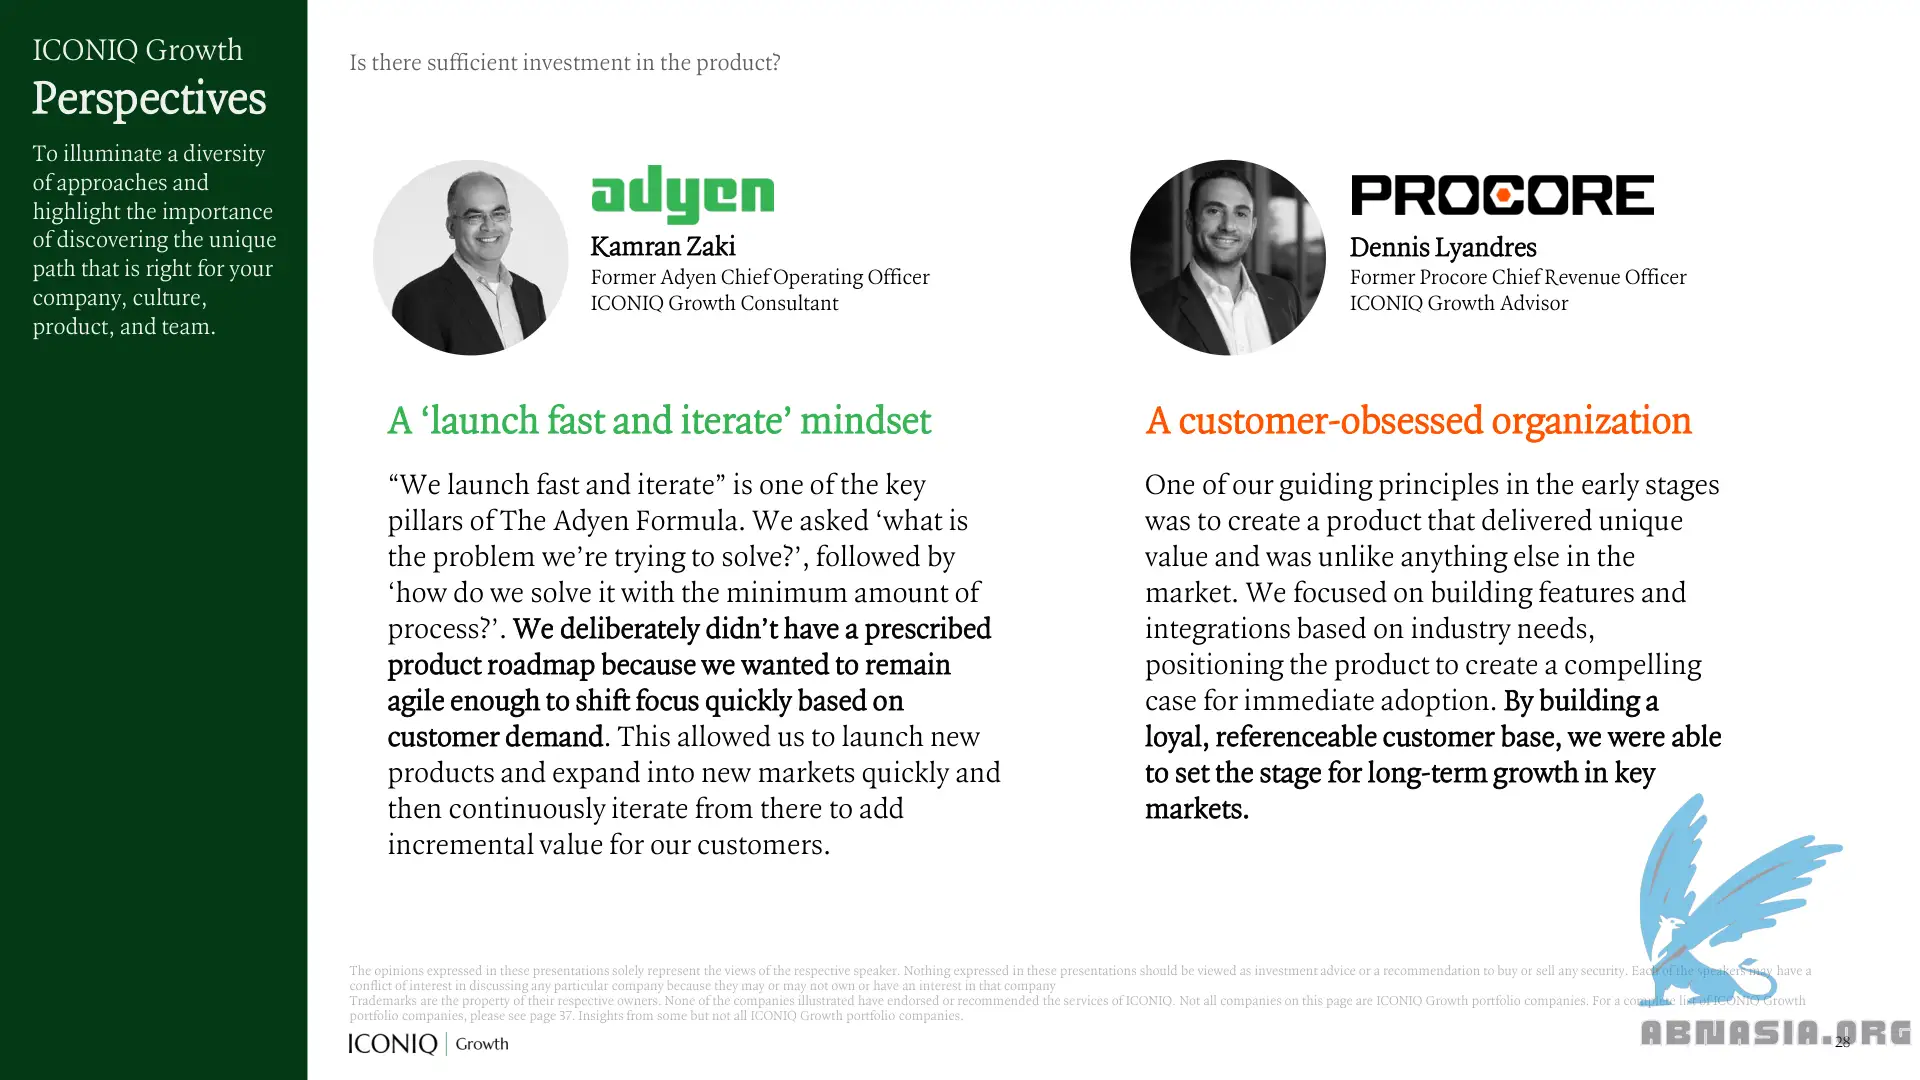 ICONIQ Growth
Perspectives
To illuminate a diversity
of approaches and
highlight the importance
of discovering the unique
path that is right for your
company, culture,
product, and team.
Is there sufficient investment in the product?
adyen
Kamran Zaki
Former Adyen Chief Operating Officer
ICONIQ Growth Consultant
A ‘launch fast and iterate’ mindset
“We launch fast and iterate” is one of the key
pillars of The Adyen Formula. We asked ‘what is
the problem we’re trying to solve?’, followed by
‘how do we solve it with the minimum amount of
process?’. We deliberately didn’t have a prescribed
product roadmap because we wanted to remain
agile enough to shift focus quickly based on
customer demand. This allowed us to launch new
products and expand into new markets quickly and
then continuously iterate from there to add
incremental value for our customers.
PROCORE
Dennis Lyandres
Former Procore Chief Revenue Officer
ICONIQ Growth Advisor
A customer-obsessed organization
One of our guiding principles in the early stages
was to create a product that delivered unique
value and was unlike anything else in the
market. We focused on building features and
integrations based on industry needs,
positioning the product to create a compelling
case for immediate adoption. By building a
loyal, referenceable customer base, we were able
to set the stage for long-term growth in key
markets.
The opinions expressed in these presentations solely represent the views of the respective speaker. Nothing expressed in these presentations should be viewed as investment advice or a recommendation to buy or sell any security. Each of the speakers may have a
conflict of interest in discussing any particular company because they may or may not own or have an interest in that company
Trademarks are the property of their respective owners. None of the companies illustrated have endorsed or recommended the services of ICONIQ. Not all companies on this page are ICONIQ Growth portfolio companies. For a complete list of ICONIQ Growth
portfolio companies, please see page 37. Insights from some but not all ICONIQ Growth portfolio companies.
ICONIQ | Growth
28
ABNASIA.ORG